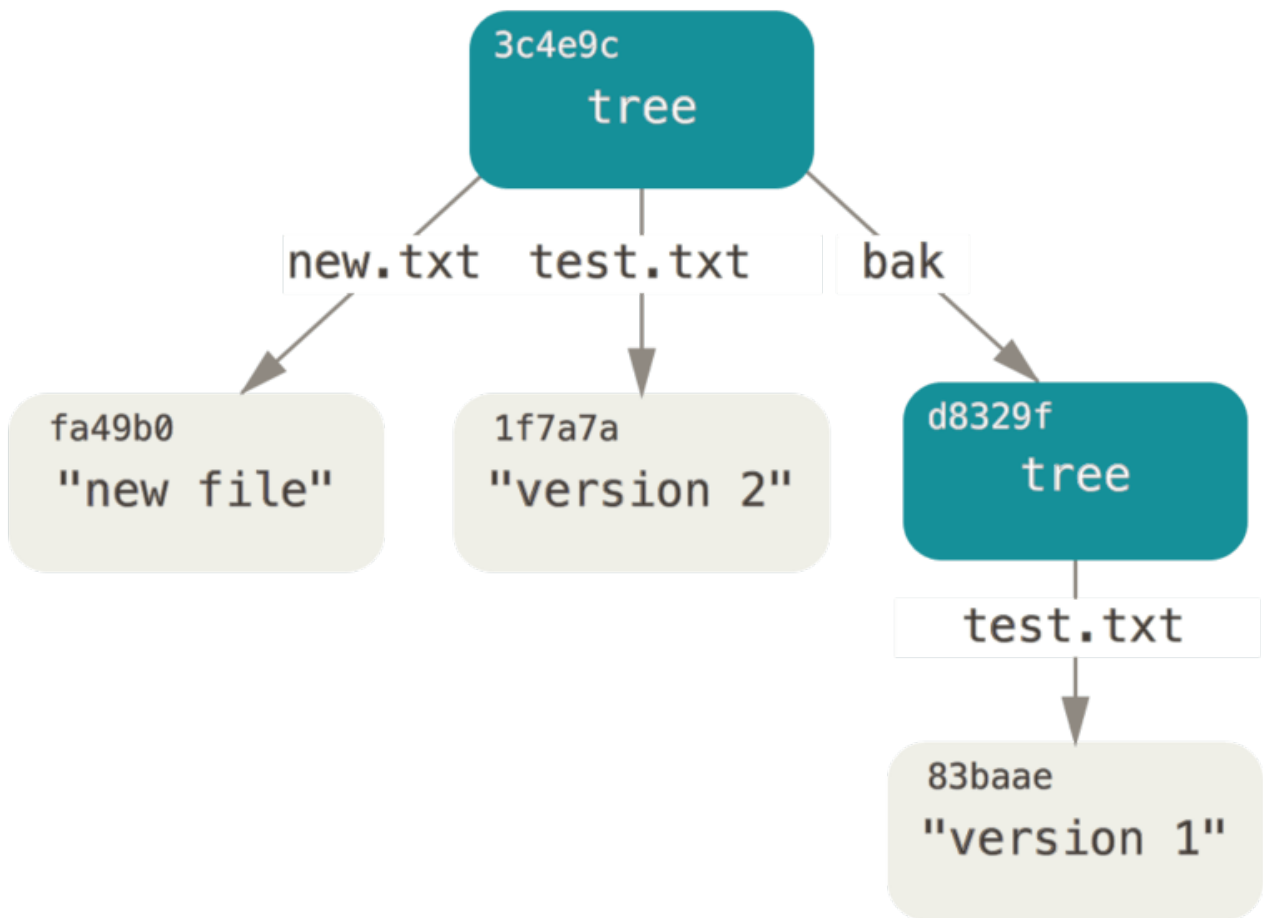 3c4e9c
tree
new.txt
test.txt
bak
fa49b0
"new file"
1f7a7a
"version 2"
d8329f
tree
test.txt
83baae
"version 1"